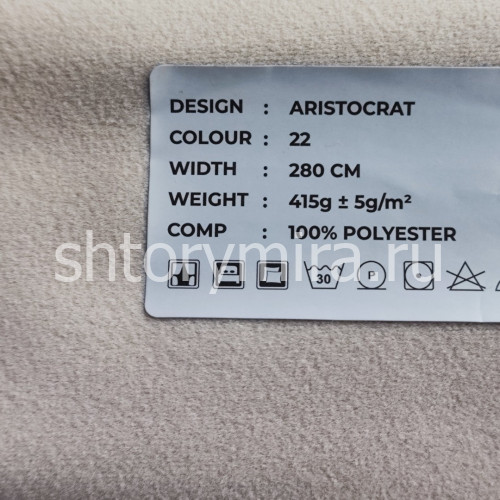 DESIGN : ARISTOCRAT
COLOUR : 22
WIDTH : 280 CM
WEIGHT : 415g ± 5g/m²
COMP : 100% POLYESTER
shtorymira.ru
30 P